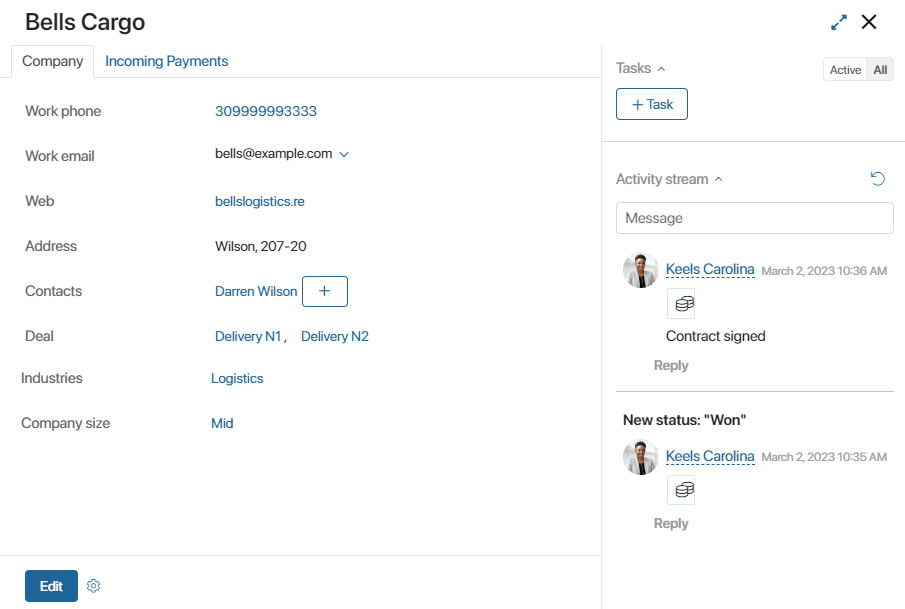 Bells Cargo
Company Incoming Payments
Work phone 309999993333
Work email bells@example.com
Web bellslogistics.re
Address Wilson, 207-20
Contacts Darren Wilson +
Deal Delivery N1, Delivery N2
Industries Logistics
Company size Mid
Edit
Tasks Active All
+ Task
Activity stream
Message
Keels Carolina March 2, 2023 10:36 AM
Contract signed
Reply
New status: "Won"
Keels Carolina March 2, 2023 10:35 AM
Reply